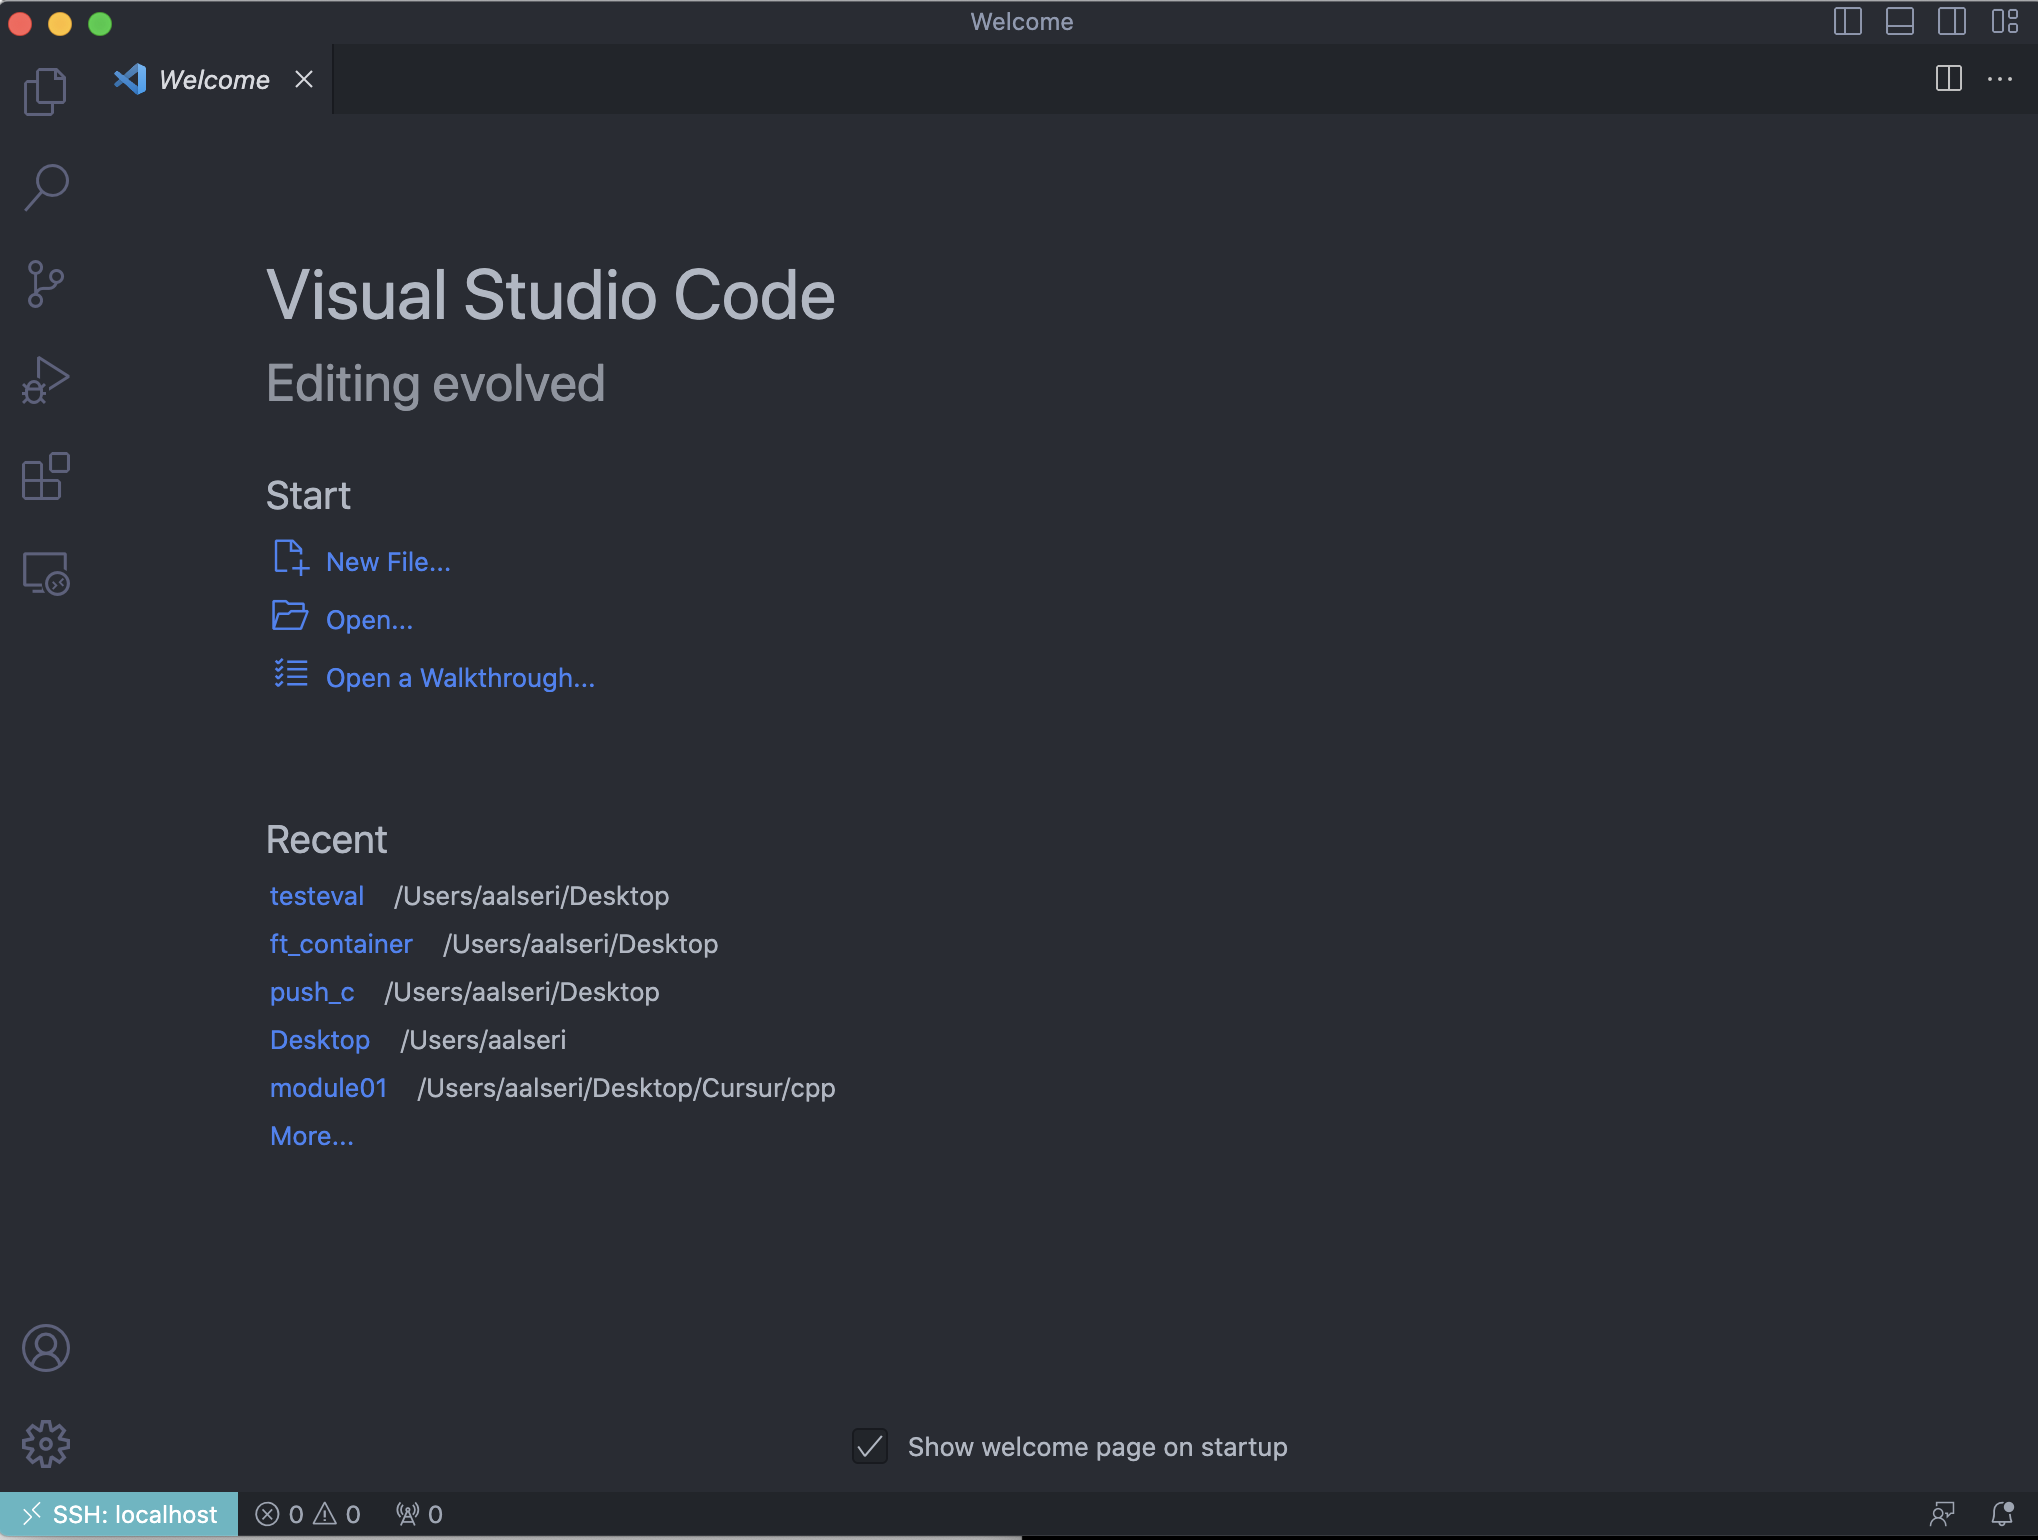 Welcome
Welcome
Visual Studio Code
Editing evolved
Start
New File...
Open...
Open a Walkthrough...
Recent
testeval /Users/aalseri/Desktop
ft_container /Users/aalseri/Desktop
push_c /Users/aalseri/Desktop
Desktop /Users/aalseri
module01 /Users/aalseri/Desktop/Cursur/cpp
More...
Show welcome page on startup
SSH: localhost 0 0 0